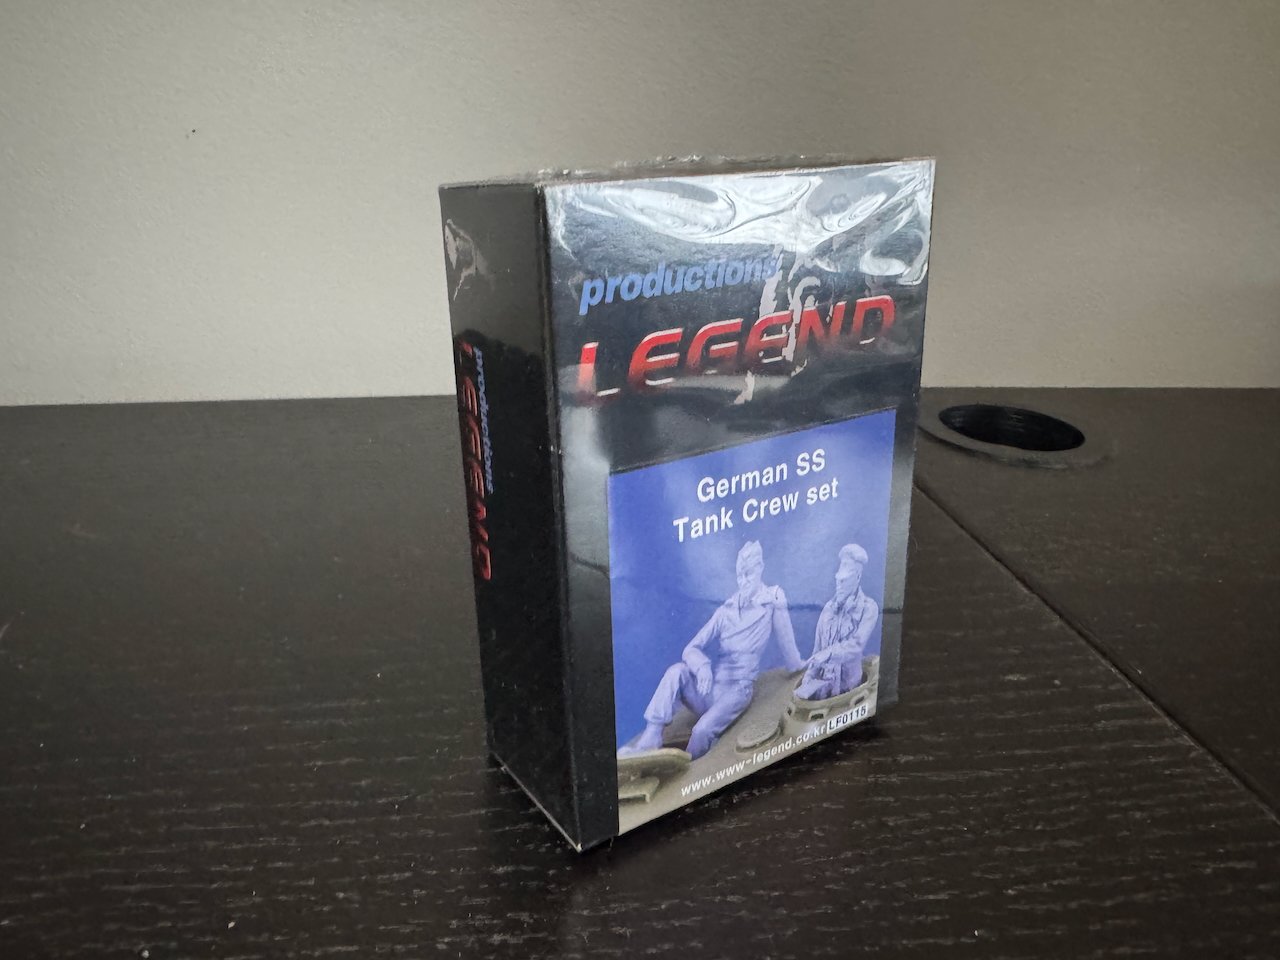 productions
LEGEND
productions
LEGEND
German SS
Tank Crew set
www.www-legend.co.kr
LF0115